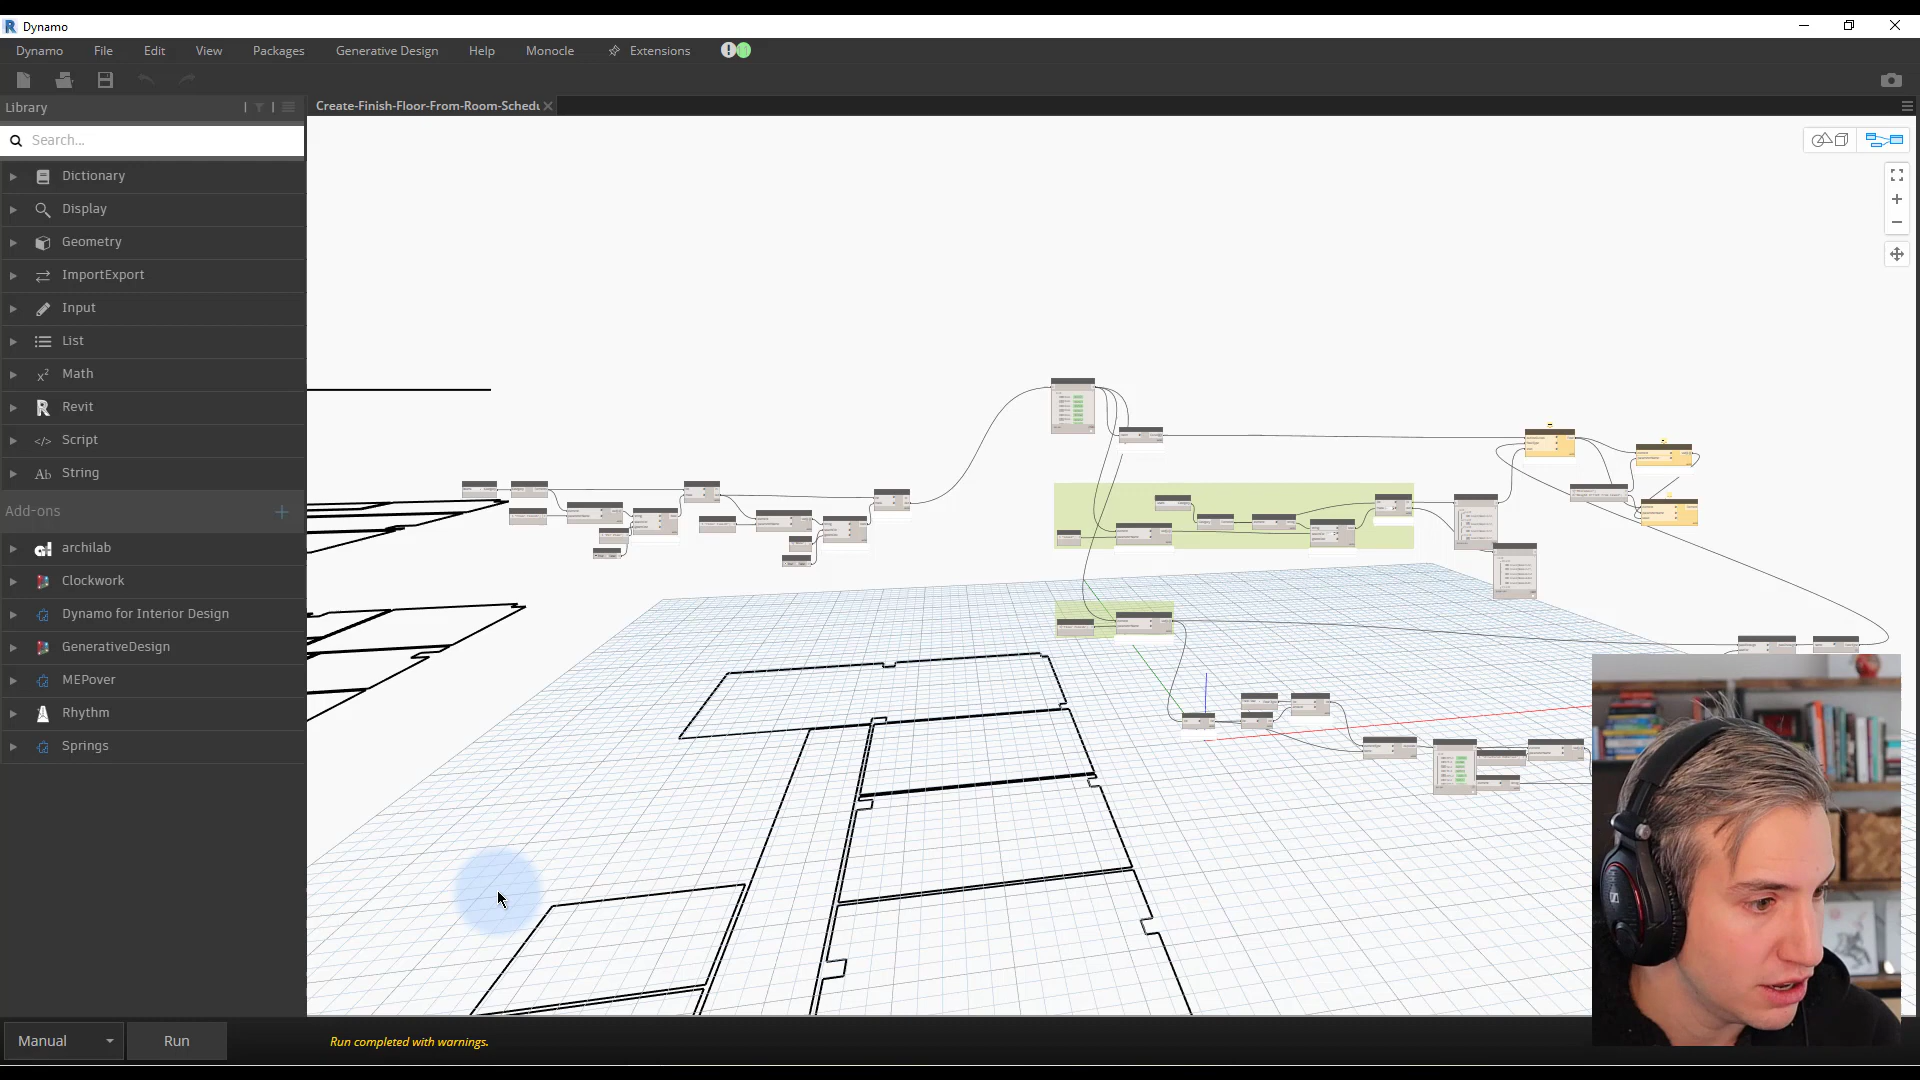 Dynamo
Dynamo File Edit View Packages Generative Design Help Monocle Extensions
Library
Create-Finish-Floor-From-Room-Schedu
Search...
Dictionary
Display
Geometry
ImportExport
Input
List
Math
Revit
Script
String
Add-ons
archilab
Clockwork
Dynamo for Interior Design
GenerativeDesign
MEPover
Rhythm
Springs
Manual
Run
Run completed with warnings.